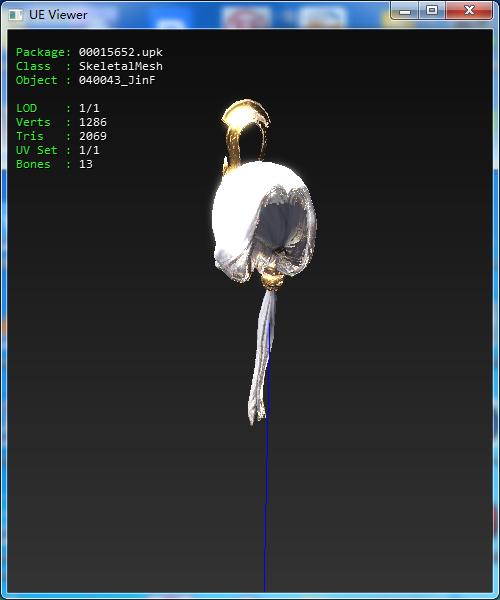 UE Viewer
Package: 00015652.upk
Class : SkeletalMesh
Object : 040043_JinF
LOD : 1/1
Verts : 1286
Tris : 2069
UV Set : 1/1
Bones : 13